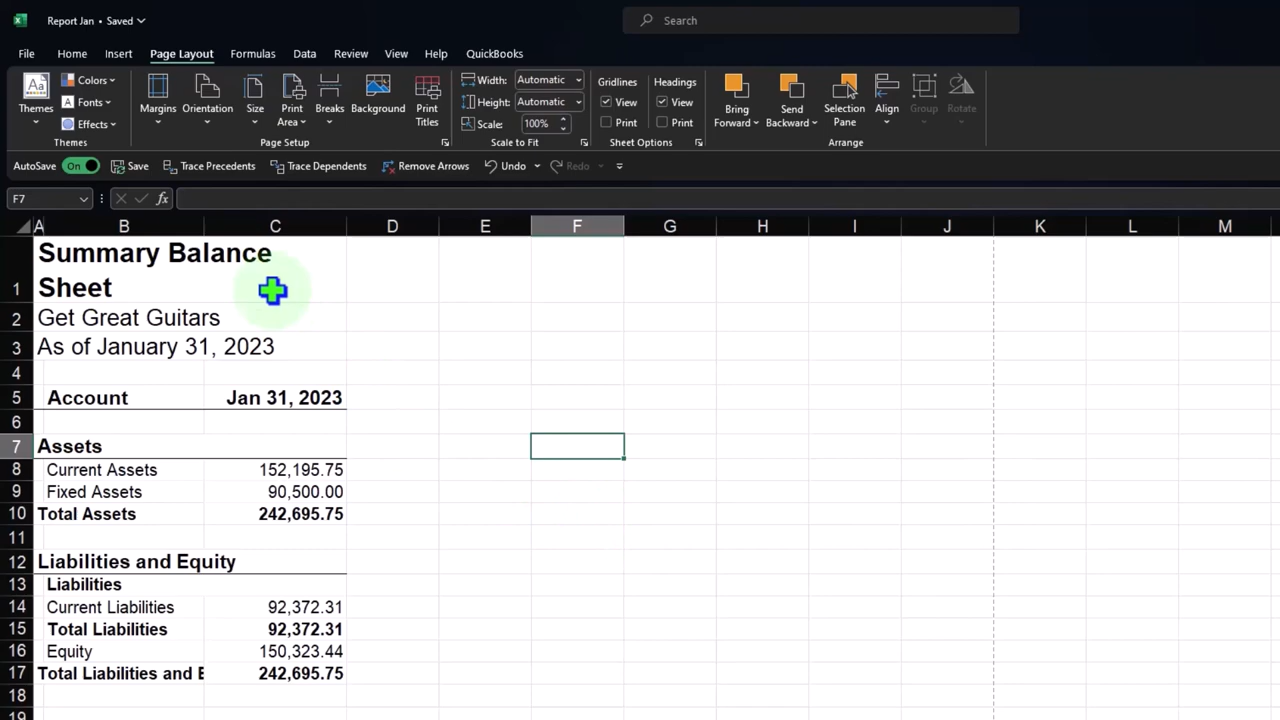 Report Jan • Saved
Search
File Home Insert Page Layout Formulas Data Review View Help QuickBooks
Aa Themes
Colors
Fonts
Effects
Margins Orientation Size Print Area Breaks Background Print Titles
Width: Automatic
Height: Automatic
Scale: 100%
Gridlines Headings
View View
Print Print
Bring Forward Send Backward Selection Pane Align Group Rotate
Themes Page Setup Scale to Fit Sheet Options Arrange
AutoSave On Save Trace Precedents Trace Dependents Remove Arrows Undo Redo
F7 fx
A B C D E F G H I J K L M
Summary Balance
1 Sheet
2 Get Great Guitars
3 As of January 31, 2023
4
5 Account Jan 31, 2023
6
7 Assets
8 Current Assets 152,195.75
9 Fixed Assets 90,500.00
10 Total Assets 242,695.75
11
12 Liabilities and Equity
13 Liabilities
14 Current Liabilities 92,372.31
15 Total Liabilities 92,372.31
16 Equity 150,323.44
17 Total Liabilities and E 242,695.75
18
19